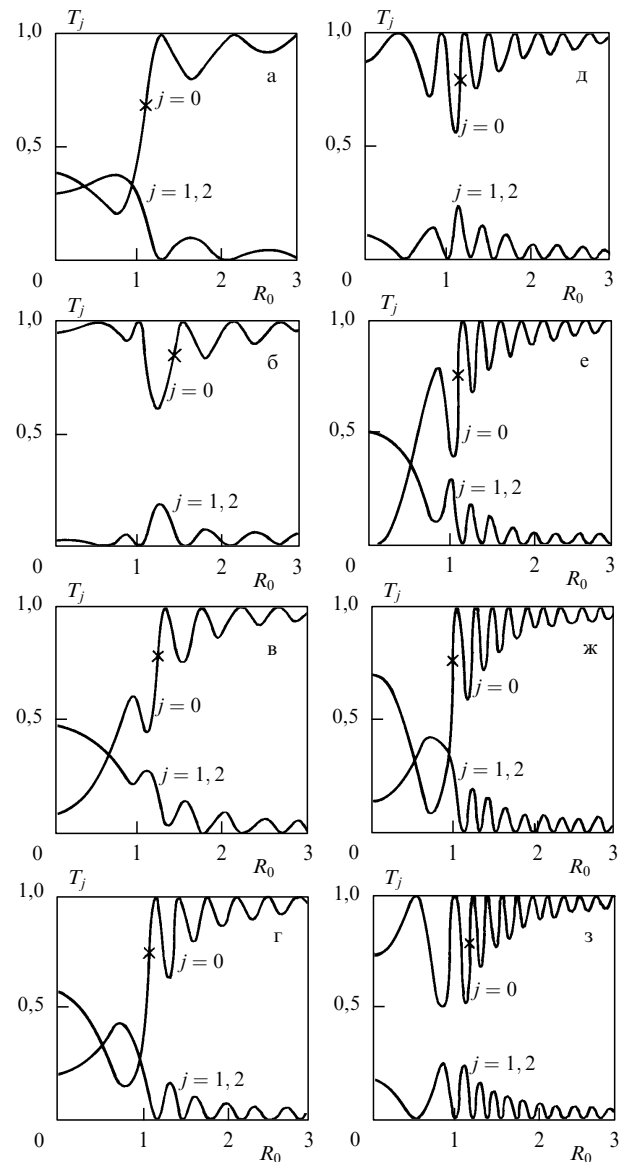 T_j
1,0
а
j = 0
0,5
j = 1, 2
0
1
2
3
R_0
T_j
1,0
б
j = 0
0,5
j = 1, 2
0
1
2
3
R_0
T_j
1,0
в
j = 0
0,5
j = 1, 2
0
1
2
3
R_0
T_j
1,0
г
j = 0
0,5
j = 1, 2
0
1
2
3
R_0
T_j
1,0
д
j = 0
0,5
j = 1, 2
0
1
2
3
R_0
T_j
1,0
е
j = 0
0,5
j = 1, 2
0
1
2
3
R_0
T_j
1,0
ж
j = 0
0,5
j = 1, 2
0
1
2
3
R_0
T_j
1,0
з
j = 0
0,5
j = 1, 2
0
1
2
3
R_0